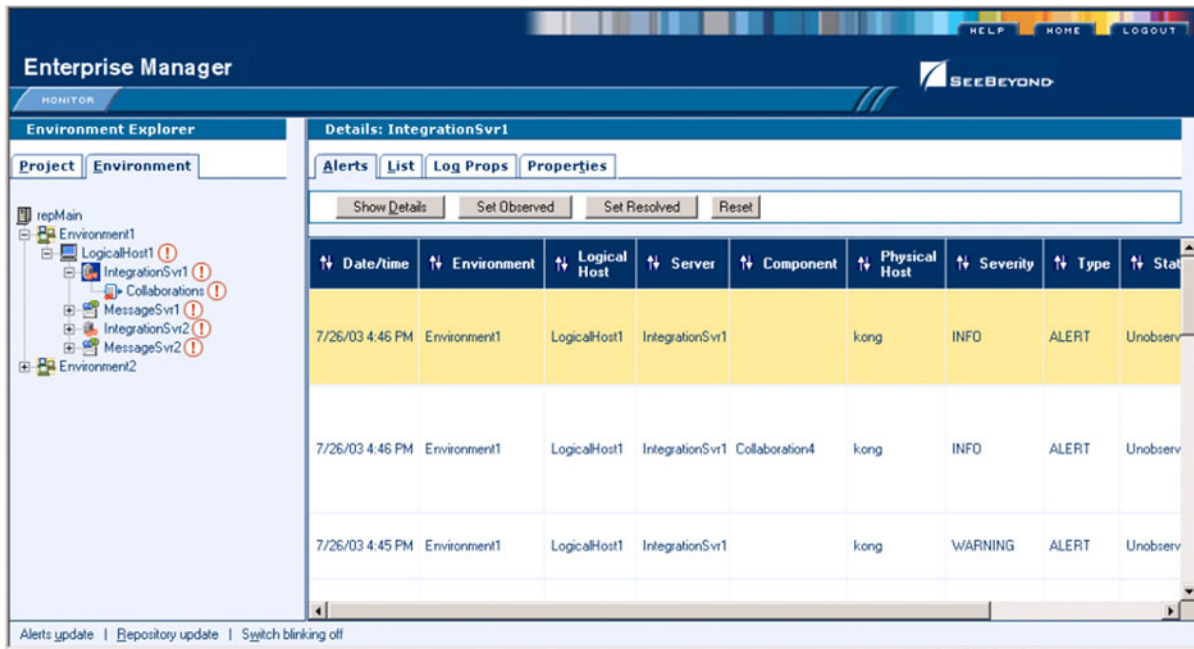 HELP HOME LOGOUT
Enterprise Manager
SEEBEYOND
MONITOR
Environment Explorer
Details: IntegrationSvr1
Project Environment
Alerts List Log Props Properties
Show Details Set Observed Set Resolved Reset
repMain
Environment1
LogicalHost1
IntegrationSvr1
Collaborations
MessageSvr1
IntegrationSvr2
MessageSvr2
Environment2
Date/time Environment Logical Host Server Component Physical Host Severity Type Stat
7/26/03 4:46 PM Environment1 LogicalHost1 IntegrationSvr1 kong INFO ALERT Unobserv
7/26/03 4:46 PM Environment1 LogicalHost1 IntegrationSvr1 Collaboration4 kong INFO ALERT Unobserv
7/26/03 4:45 PM Environment1 LogicalHost1 IntegrationSvr1 kong WARNING ALERT Unobserv
Alerts update | Repository update | Switch blinking off